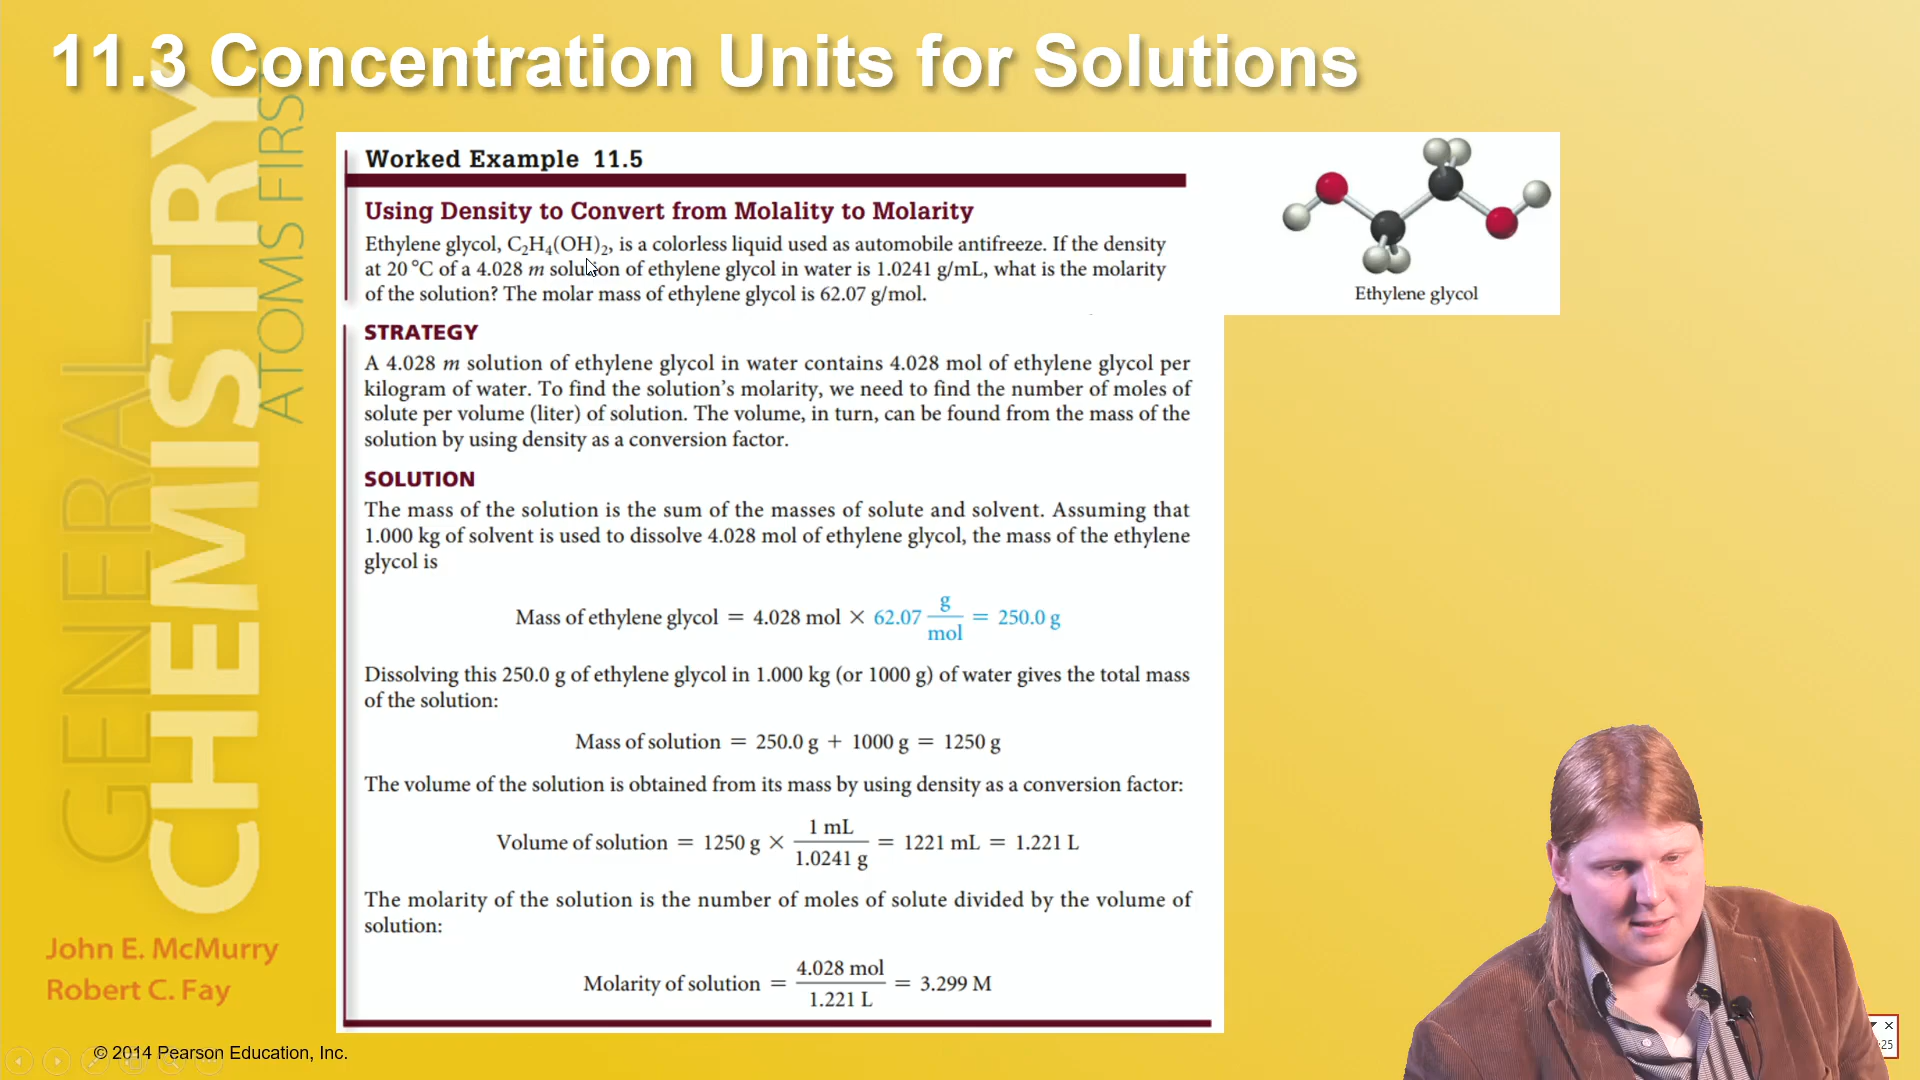 11.3 Concentration Units for Solutions
GENERAL
CHEMISTRY
ATOMS FIRST
John E. McMurry
Robert C. Fay
Worked Example 11.5
Using Density to Convert from Molality to Molarity
Ethylene glycol, C₂H₄(OH)₂, is a colorless liquid used as automobile antifreeze. If the density
at 20 °C of a 4.028 m solution of ethylene glycol in water is 1.0241 g/mL, what is the molarity
of the solution? The molar mass of ethylene glycol is 62.07 g/mol.
Ethylene glycol
STRATEGY
A 4.028 m solution of ethylene glycol in water contains 4.028 mol of ethylene glycol per
kilogram of water. To find the solution's molarity, we need to find the number of moles of
solute per volume (liter) of solution. The volume, in turn, can be found from the mass of the
solution by using density as a conversion factor.
SOLUTION
The mass of the solution is the sum of the masses of solute and solvent. Assuming that
1.000 kg of solvent is used to dissolve 4.028 mol of ethylene glycol, the mass of the ethylene
glycol is
Mass of ethylene glycol = 4.028 mol × 62.07 g/mol = 250.0 g
Dissolving this 250.0 g of ethylene glycol in 1.000 kg (or 1000 g) of water gives the total mass
of the solution:
Mass of solution = 250.0 g + 1000 g = 1250 g
The volume of the solution is obtained from its mass by using density as a conversion factor:
Volume of solution = 1250 g × 1 mL/1.0241 g = 1221 mL = 1.221 L
The molarity of the solution is the number of moles of solute divided by the volume of
solution:
Molarity of solution = 4.028 mol/1.221 L = 3.299 M
© 2014 Pearson Education, Inc.
:25